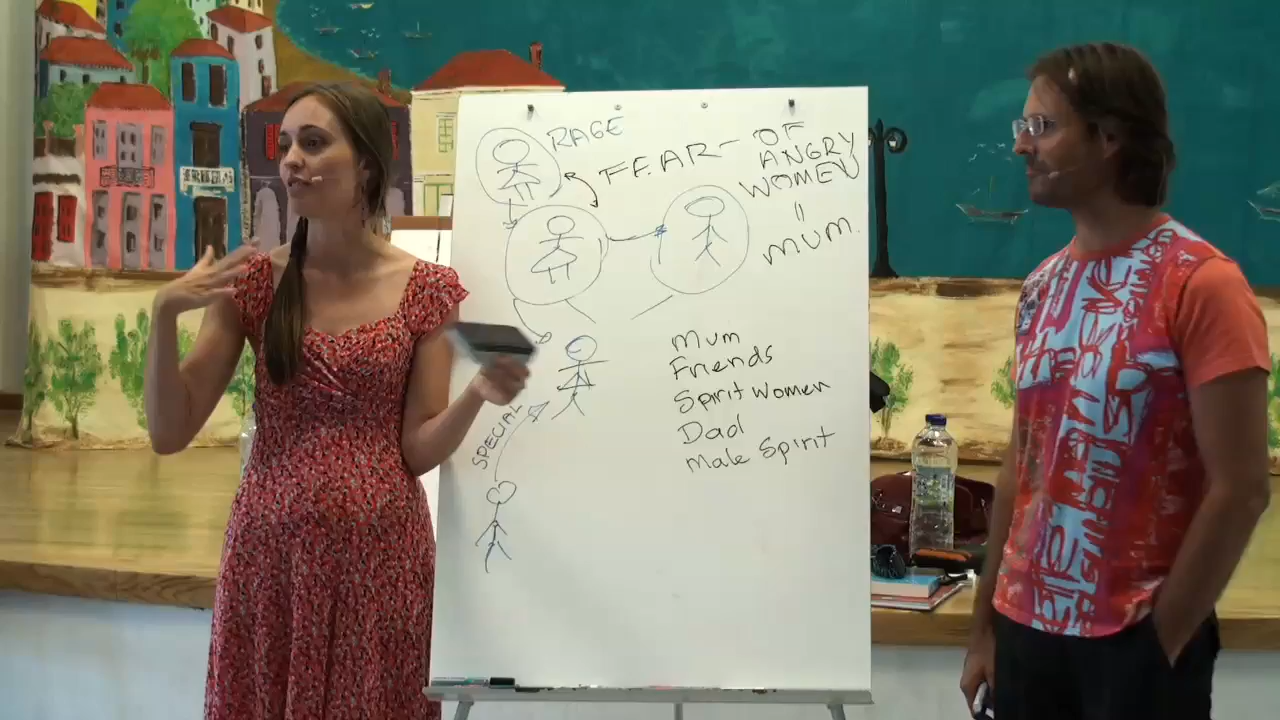 RAGE
FEAR - OF
ANGRY
WOMEN
=
MUM.
Mum
Friends
Spirit Women
Dad
Male Spirit
SPECIAL